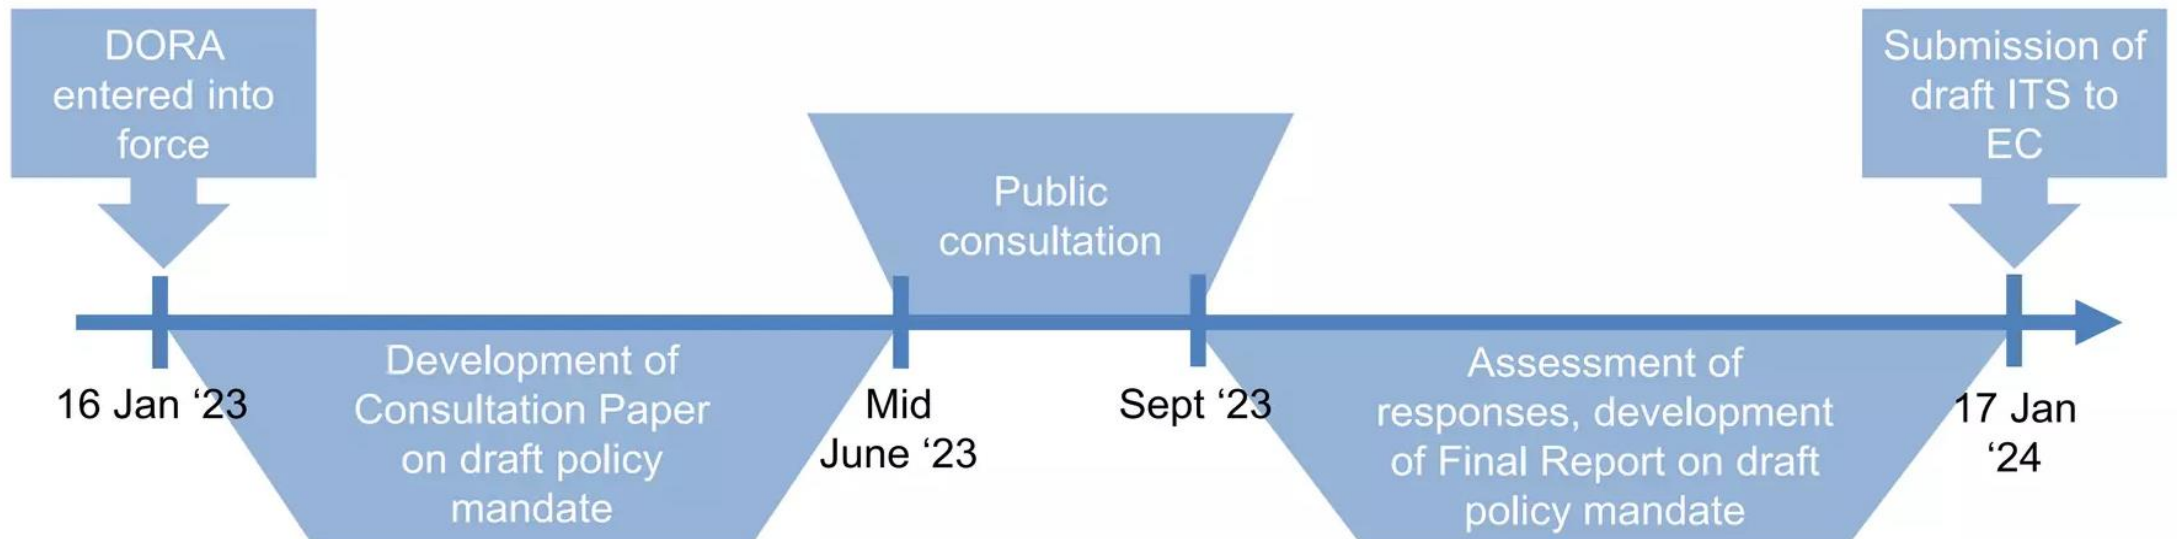 DORA
entered into
force
Submission of
draft ITS to
EC
Public
consultation
Development of
Consultation Paper
on draft policy
mandate
Assessment of
responses, development
of Final Report on draft
policy mandate
16 Jan ‘23
Mid
June ‘23
Sept ‘23
17 Jan
‘24